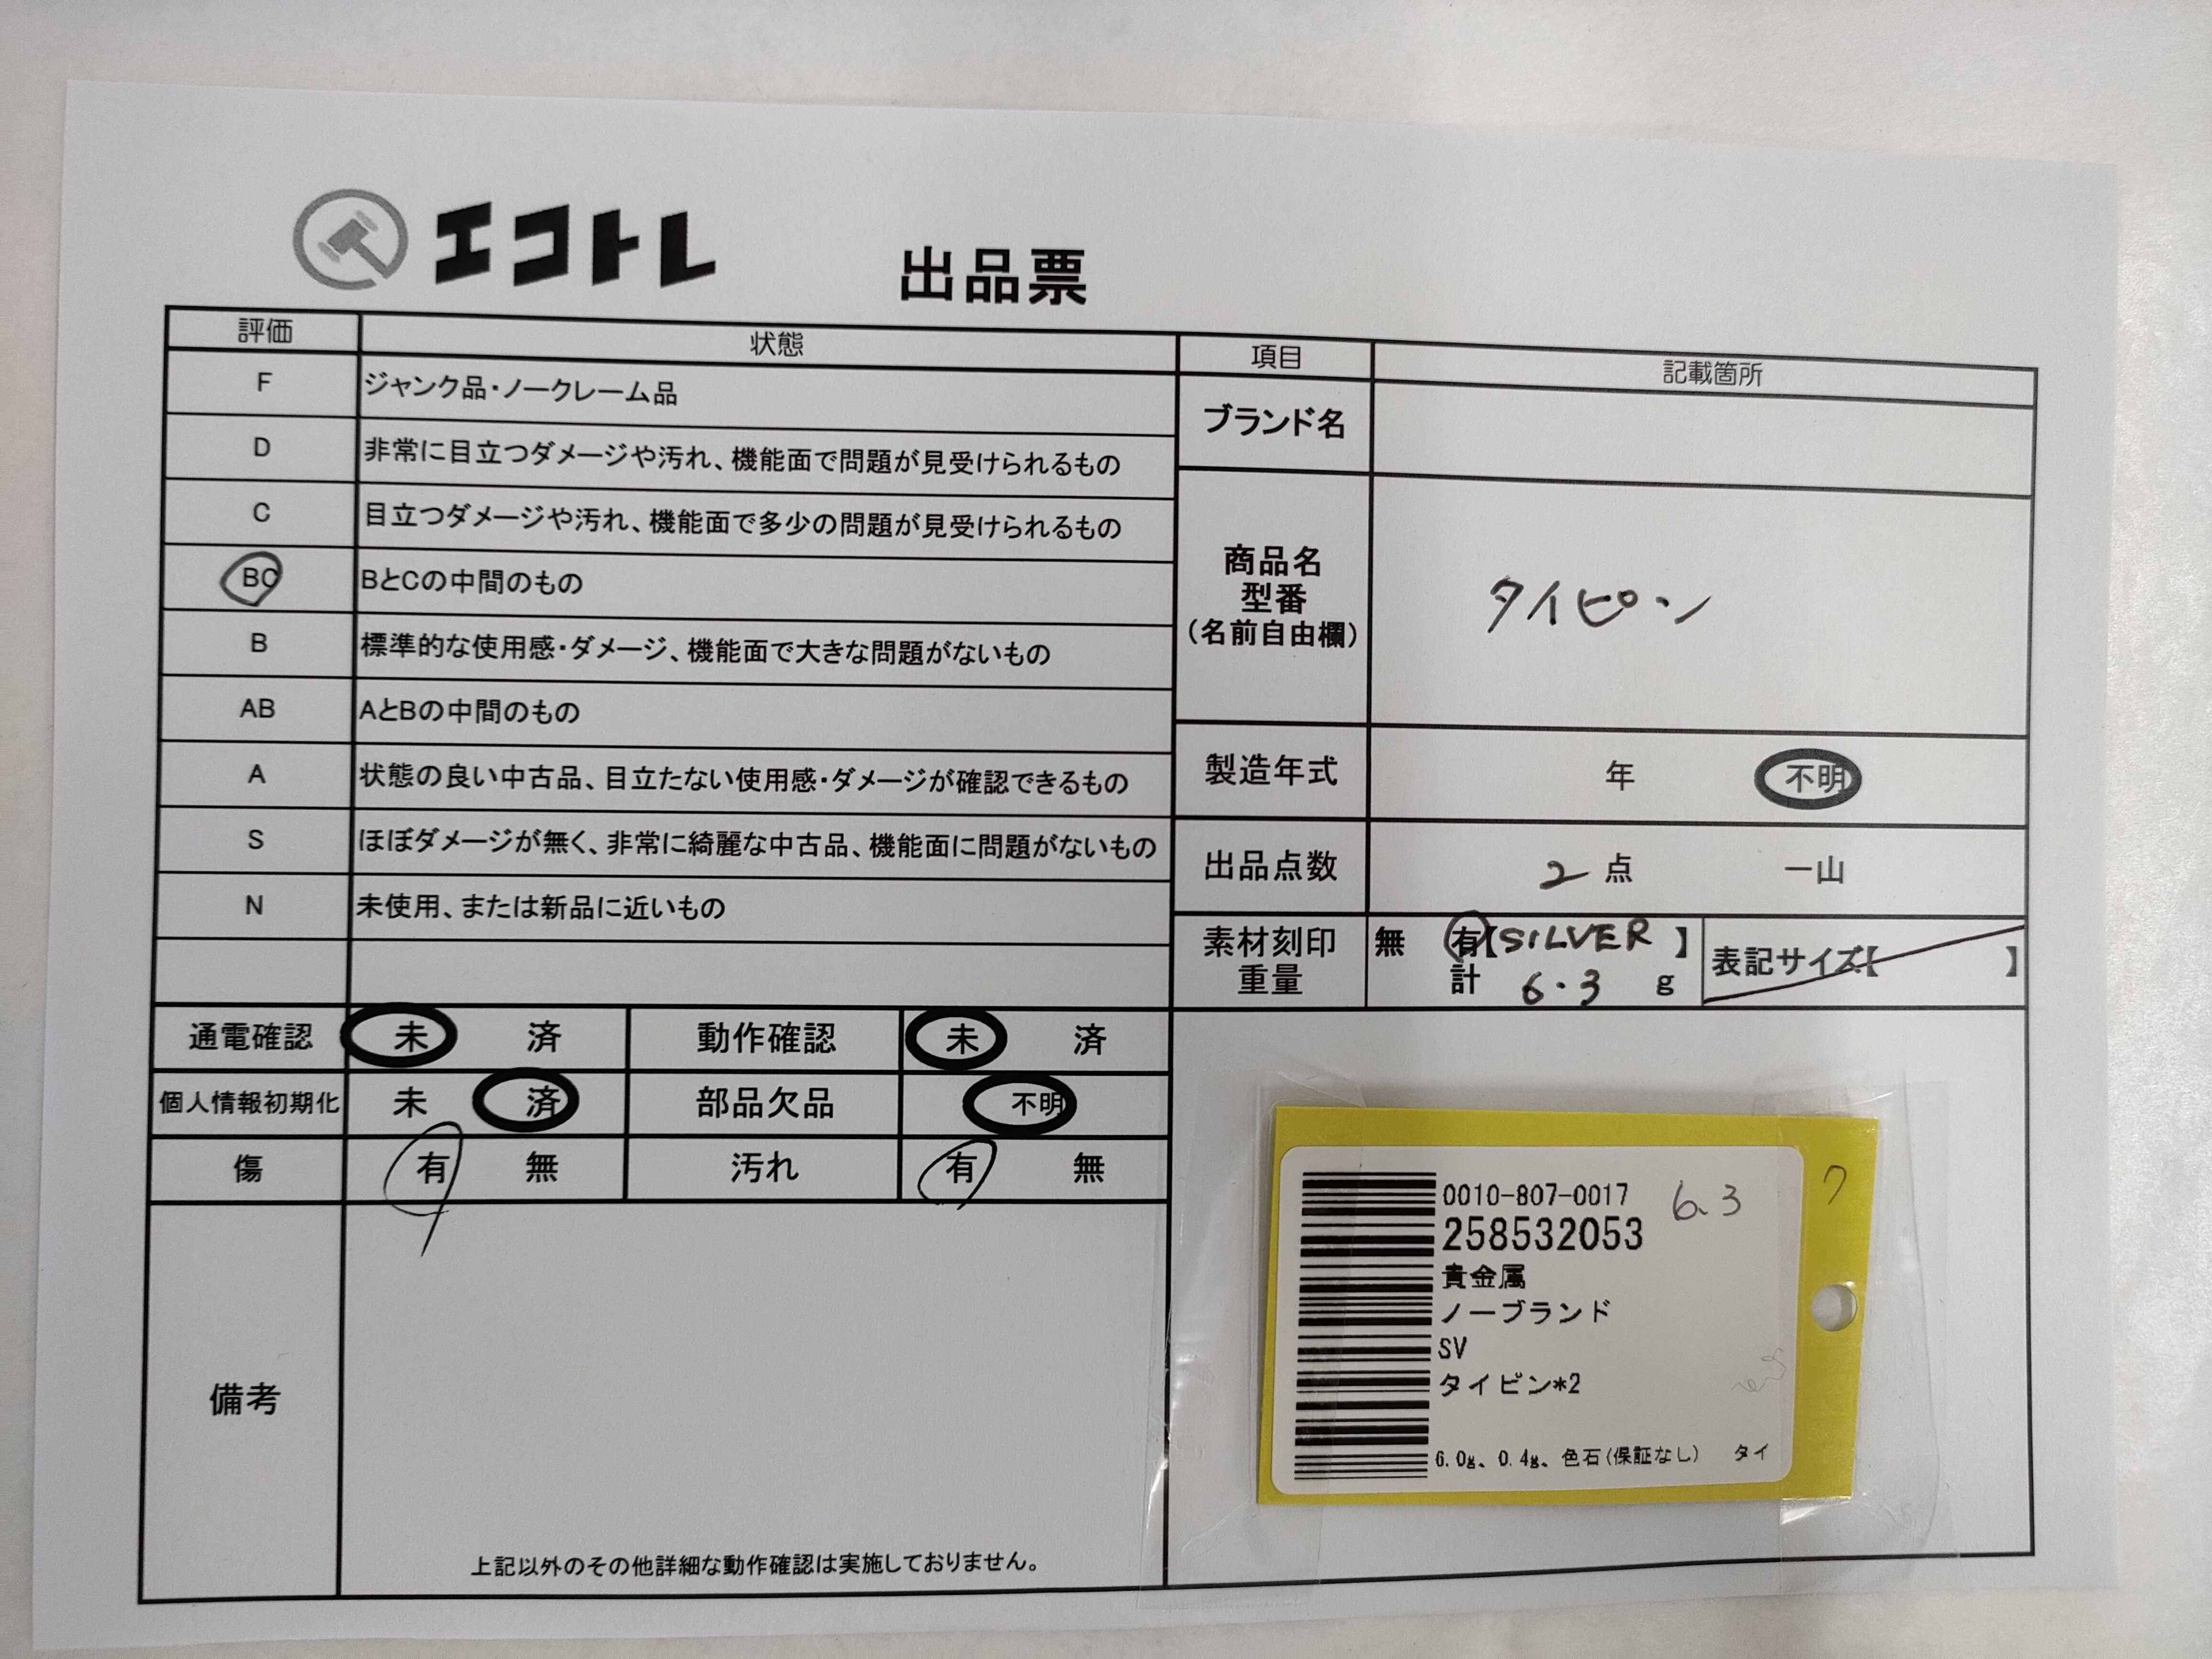 エコトレ
出品票
評価 状態
F ジャンク品・ノークレーム品
D 非常に目立つダメージや汚れ、機能面で問題が見受けられるもの
C 目立つダメージや汚れ、機能面で多少の問題が見受けられるもの
BC BとCの中間のもの
B 標準的な使用感・ダメージ、機能面で大きな問題がないもの
AB AとBの中間のもの
A 状態の良い中古品、目立たない使用感・ダメージが確認できるもの
S ほぼダメージが無く、非常に綺麗な中古品、機能面に問題がないもの
N 未使用、または新品に近いもの
項目 記載箇所
ブランド名
商品名
型番
(名前自由欄)
タイピン
製造年式 年 不明
出品点数 2 点 一山
素材刻印
重量
無 有【SILVER】
計 6.3 g
表記サイズ【 】
通電確認 未 済 動作確認 未 済
個人情報初期化 未 済 部品欠品 不明
傷 有 無 汚れ 有 無
備考
上記以外のその他詳細な動作確認は実施しておりません。
0010-807-0017 6.3
258532053
貴金属
ノーブランド
SV
タイピン*2
6.0g、0.4g、色石(保証なし) タイ